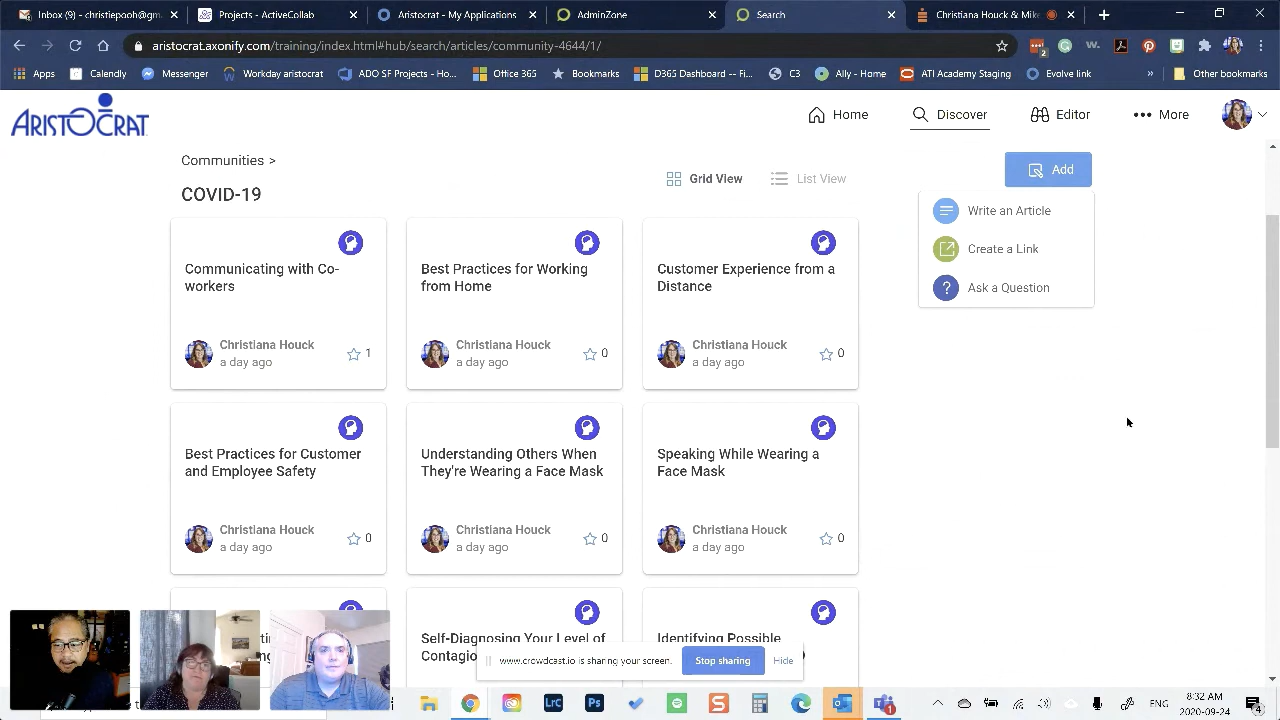 Inbox (9) - christiepooh@gm
Projects - ActiveCollab
Aristocrat - My Applications
AdminZone
Search
Christiana Houck & Mike
aristocrat.axonify.com/training/index.html#hub/search/articles/community-4644/1/
Apps
Calendly
Messenger
Workday aristocrat
ADO SF Projects - Ho...
Office 365
Bookmarks
D365 Dashboard -- Fi...
C3
Ally - Home
LM Academy Staging
Evolve link
»
Other bookmarks
ARISTOCRAT
Home
Discover
Editor
More
Communities >
COVID-19
Grid View
List View
Add
Write an Article
Create a Link
Ask a Question
Communicating with Co-
workers
Christiana Houck
a day ago
1
Best Practices for Working
from Home
Christiana Houck
a day ago
0
Customer Experience from a
Distance
Christiana Houck
a day ago
0
Best Practices for Customer
and Employee Safety
Christiana Houck
a day ago
0
Understanding Others When
They're Wearing a Face Mask
Christiana Houck
a day ago
0
Speaking While Wearing a
Face Mask
Christiana Houck
a day ago
0
Self-Diagnosing Your Level of
Identifying Possible
is sharing your screen.
Stop sharing
Hide
LrC
Ps
ENG
8:32 AM
2020-09-24